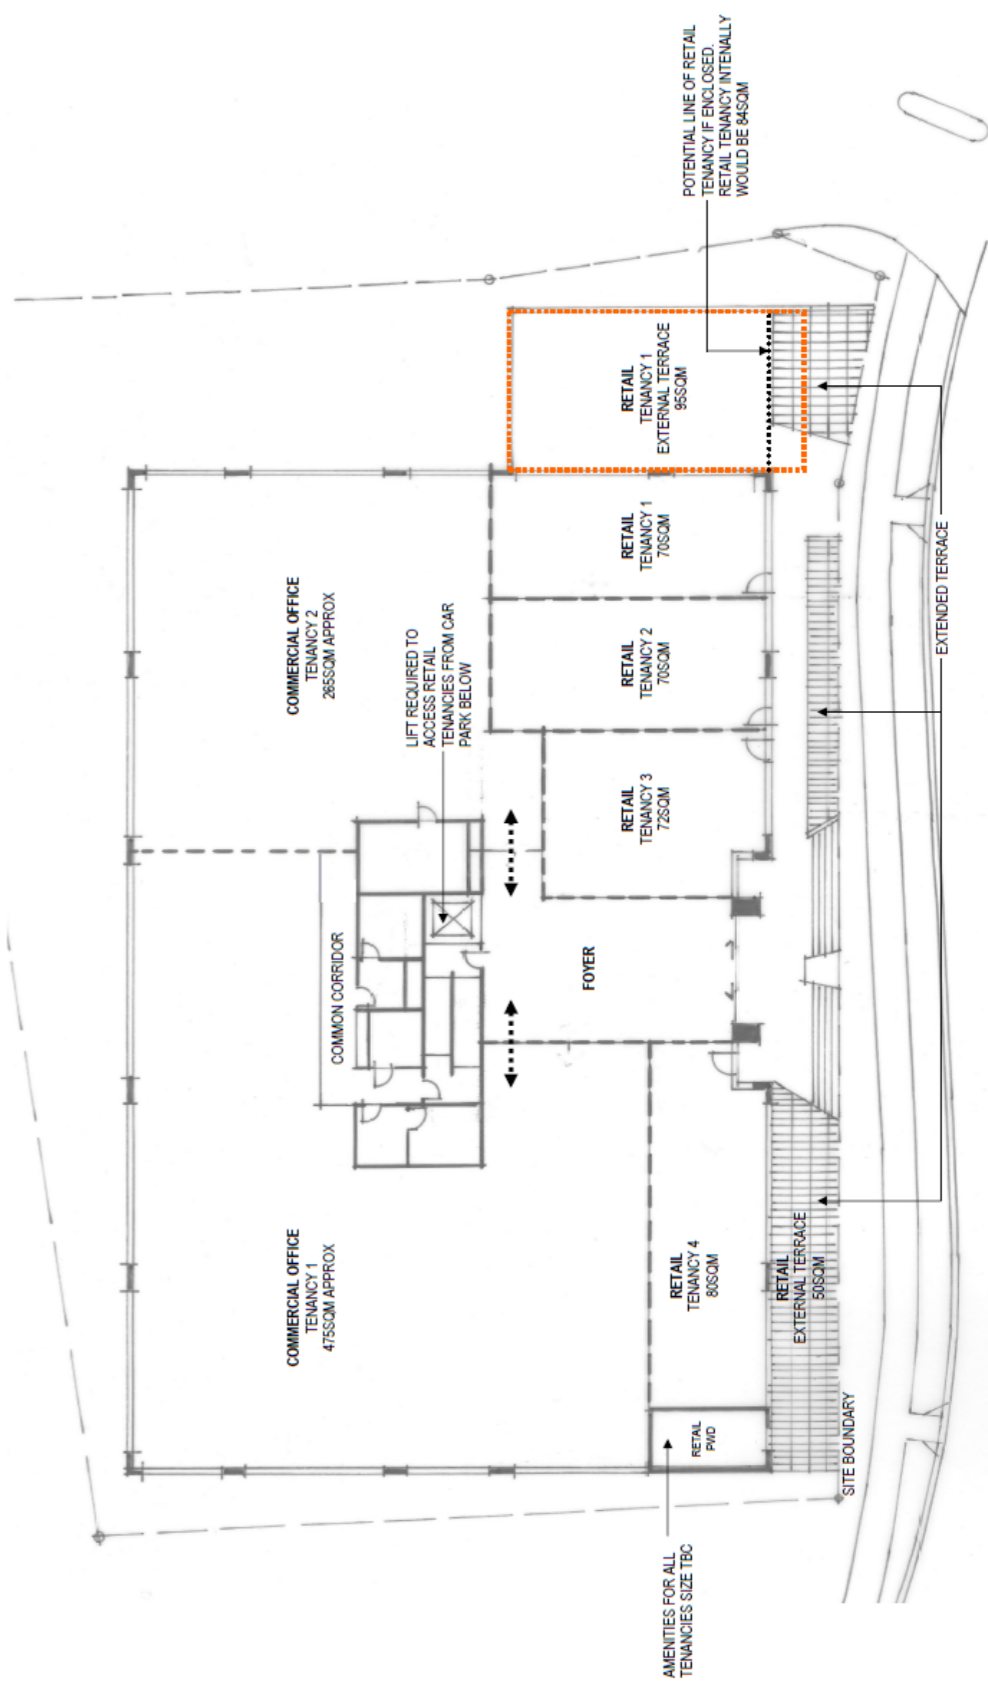 COMMERCIAL OFFICE
TENANCY 1
475SQM APPROX
COMMERCIAL OFFICE
TENANCY 2
265SQM APPROX
COMMON CORRIDOR
LIFT REQUIRED TO
ACCESS RETAIL
TENANCIES FROM CAR
PARK BELOW
FOYER
AMENITIES FOR ALL
TENANCIES SIZE TBC
RETAIL
PWD
RETAIL
TENANCY 4
80SQM
RETAIL
TENANCY 3
72SQM
RETAIL
TENANCY 2
70SQM
RETAIL
TENANCY 1
70SQM
RETAIL
TENANCY 1
EXTERNAL TERRACE
95SQM
POTENTIAL LINE OF RETAIL
TENANCY IF ENCLOSED.
RETAIL TENANCY INTENALLY
WOULD BE 84SQM
RETAIL
EXTERNAL TERRACE
50SQM
SITE BOUNDARY
EXTENDED TERRACE